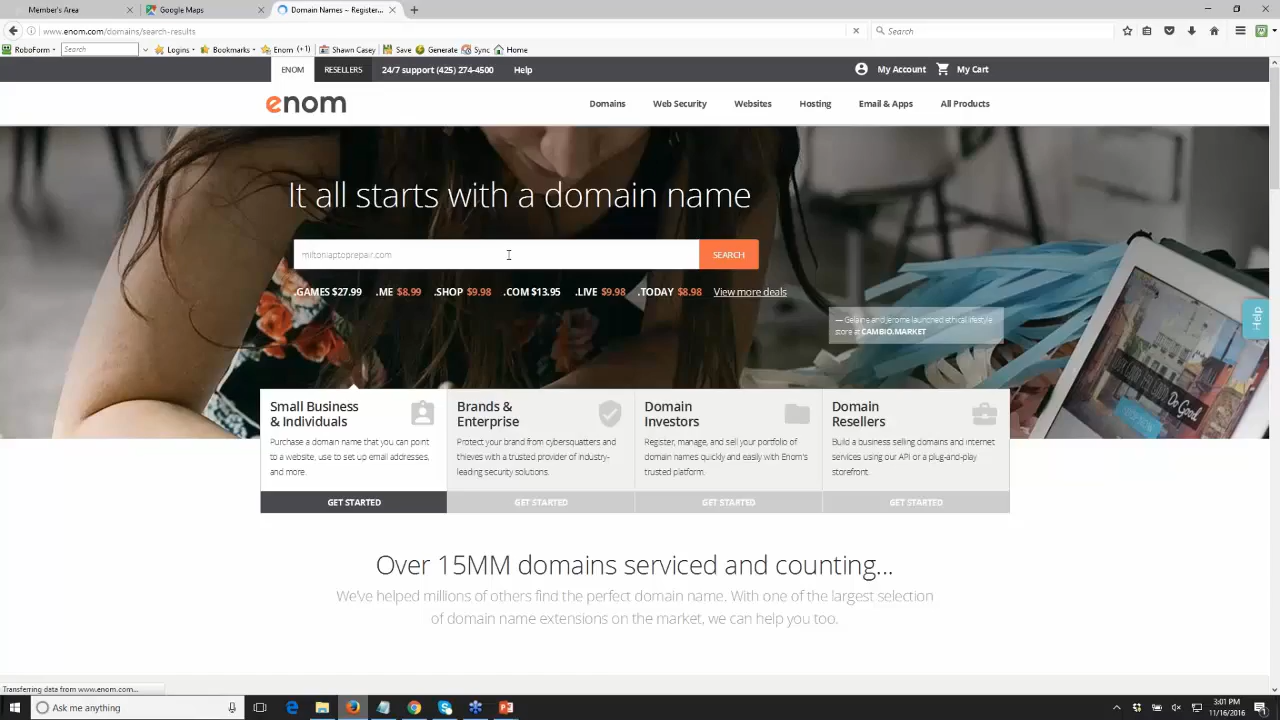 Member's Area
Google Maps
Domain Names ~ Register...
www.enom.com/domains/search-results
Search
RoboForm
Search
Logins
Bookmarks
Enom (+1)
Shawn Casey
Save
Generate
Sync
Home
ENOM
RESELLERS
24/7 support (425) 274-4500
Help
My Account
My Cart
enom
Domains
Web Security
Websites
Hosting
Email & Apps
All Products
It all starts with a domain name
miltonlaptoprepair.com
SEARCH
.GAMES $27.99 .ME $8.99 .SHOP $9.98 .COM $13.95 .LIVE $9.98 .TODAY $8.98 View more deals
— Gelaine and Jerome launched ethical lifestyle
store at CAMBIO.MARKET
Help
Small Business
& Individuals
Purchase a domain name that you can point
to a website, use to set up email addresses,
and more.
GET STARTED
Brands &
Enterprise
Protect your brand from cybersquatters and
thieves with a trusted provider of industry-
leading security solutions.
GET STARTED
Domain
Investors
Register, manage, and sell your portfolio of
domain names quickly and easily with Enom's
trusted platform.
GET STARTED
Domain
Resellers
Build a business selling domains and internet
services using our API or a plug-and-play
storefront.
GET STARTED
Over 15MM domains serviced and counting...
We've helped millions of others find the perfect domain name. With one of the largest selection
of domain name extensions on the market, we can help you too.
Transferring data from www.enom.com...
Ask me anything
3:01 PM
11/16/2016